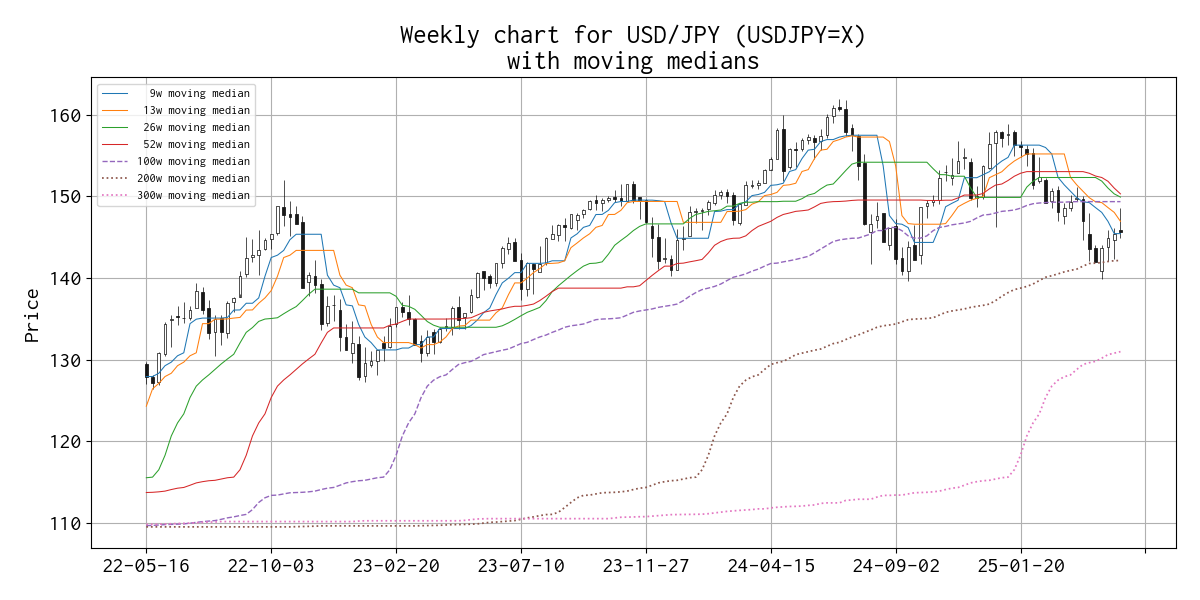 Weekly chart for USD/JPY (USDJPY=X)
with moving medians
9w moving median
13w moving median
26w moving median
52w moving median
100w moving median
200w moving median
300w moving median
Price
160
150
140
130
120
110
22-05-16
22-10-03
23-02-20
23-07-10
23-11-27
24-04-15
24-09-02
25-01-20